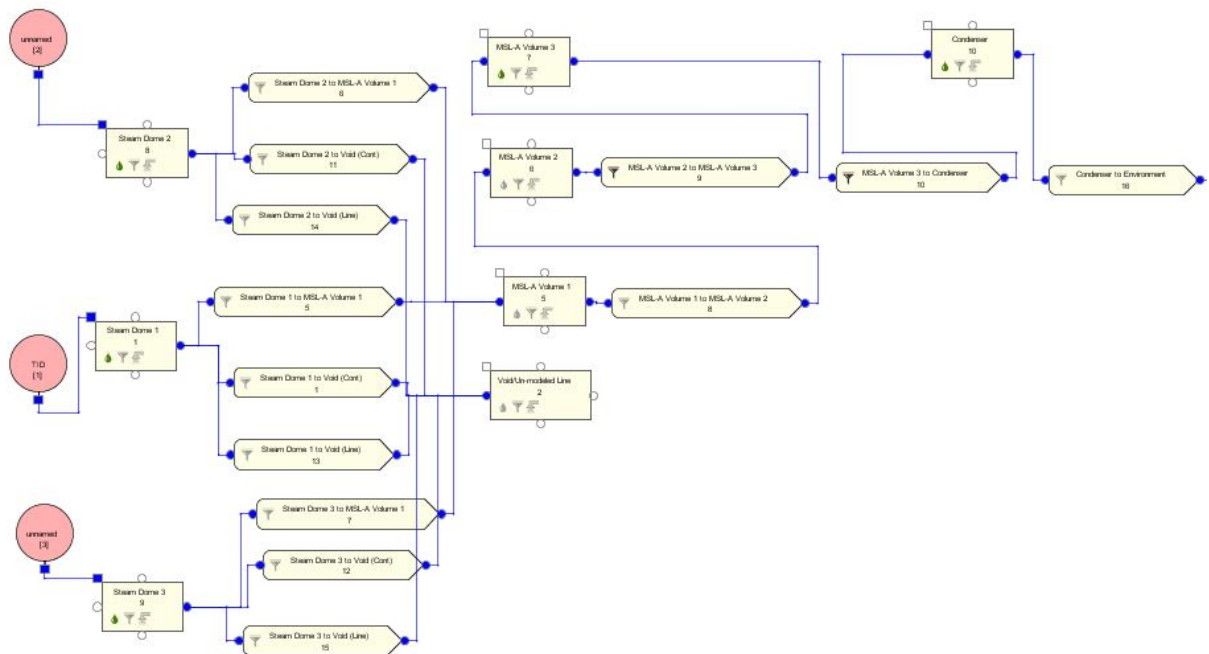 unnamed
[2]
Steam Dome 2
8
Steam Dome 2 to MSL-A Volume 1
6
Steam Dome 2 to Void (Cont)
11
Steam Dome 2 to Void (Line)
14
MSL-A Volume 3
7
MSL-A Volume 2
6
MSL-A Volume 2 to MSL-A Volume 3
9
Condenser
10
MSL-A Volume 3 to Condenser
10
Condenser to Environment
16
TID
[1]
Steam Dome 1
1
Steam Dome 1 to MSL-A Volume 1
5
Steam Dome 1 to Void (Cont)
1
Steam Dome 1 to Void (Line)
13
MSL-A Volume 1
5
MSL-A Volume 1 to MSL-A Volume 2
8
Void/Un-modeled Line
2
unnamed
[3]
Steam Dome 3
9
Steam Dome 3 to MSL-A Volume 1
7
Steam Dome 3 to Void (Cont)
12
Steam Dome 3 to Void (Line)
15